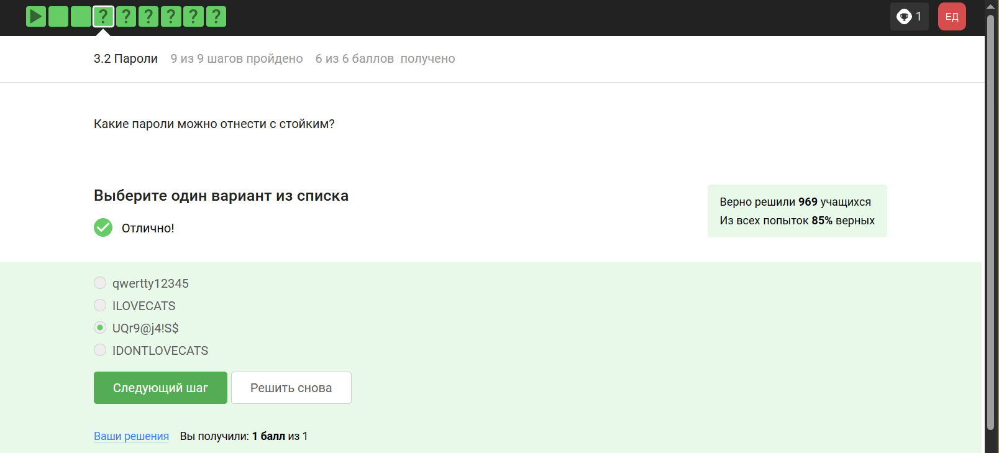 ? ? ? ? ? ?
1
ЕД
3.2 Пароли 9 из 9 шагов пройдено 6 из 6 баллов получено
Какие пароли можно отнести с стойким?
Выберите один вариант из списка
Отлично!
Верно решили 969 учащихся
Из всех попыток 85% верных
qwertty12345
ILOVECATS
UQr9@j4!S$
IDONTLOVECATS
Следующий шаг
Решить снова
Ваши решения Вы получили: 1 балл из 1